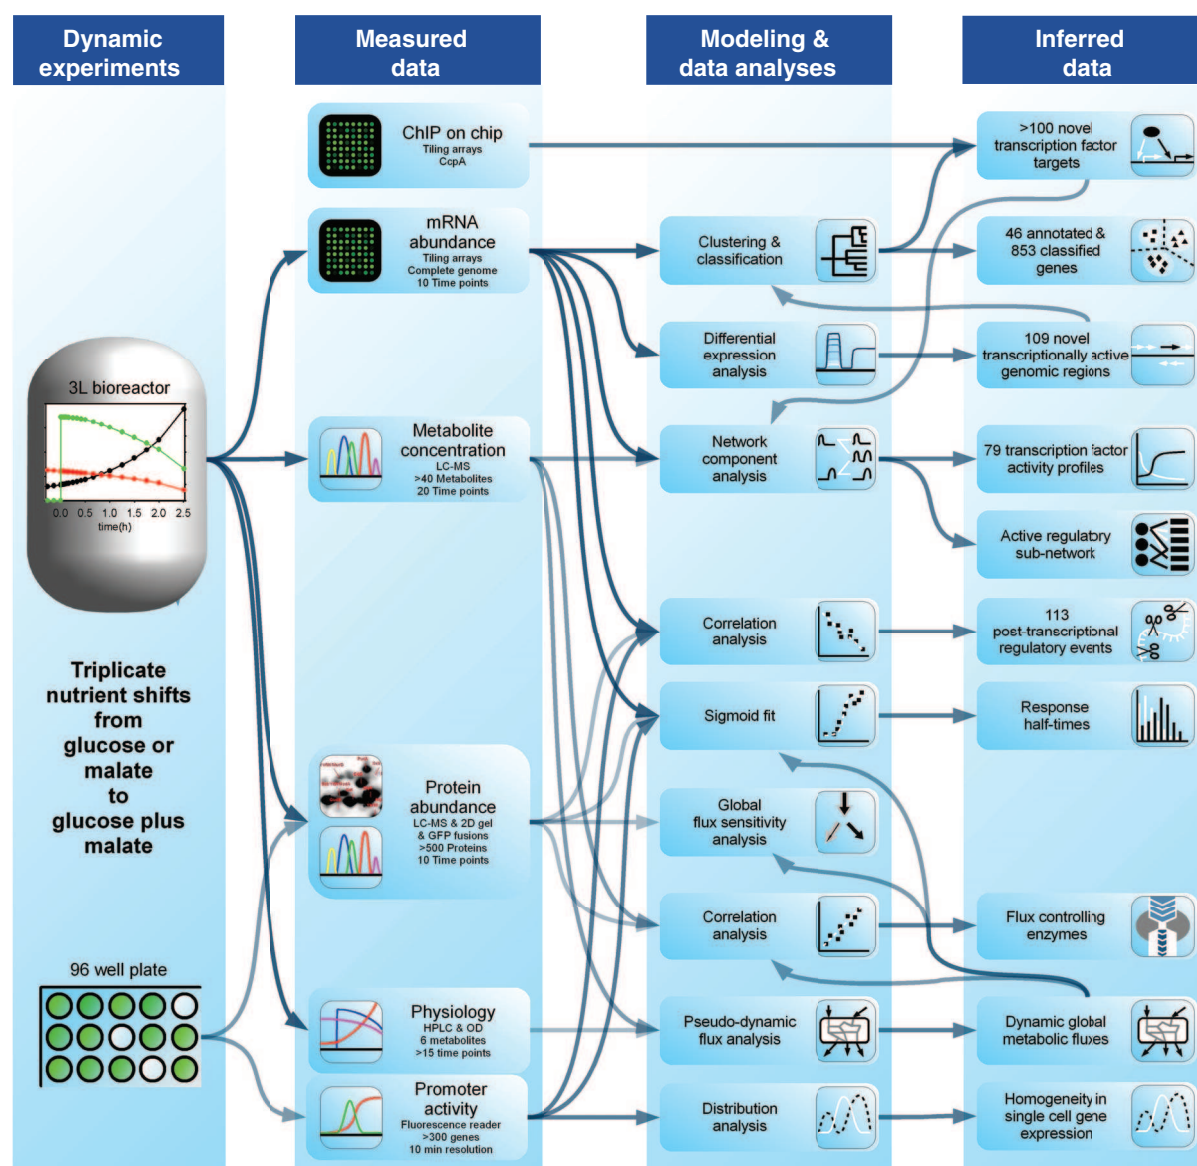 Dynamic
experiments
Measured
data
Modeling &
data analyses
Inferred
data
3L bioreactor
0.0 0.5 1.0 1.5 2.0 2.5
time(h)
Triplicate
nutrient shifts
from
glucose or
malate
to
glucose plus
malate
96 well plate
ChIP on chip
Tiling arrays
CcpA
mRNA
abundance
Tiling arrays
Complete genome
10 Time points
Metabolite
concentration
LC-MS
>40 Metabolites
20 Time points
Protein
abundance
LC-MS & 2D gel
& GFP fusions
>500 Proteins
10 Time points
Physiology
HPLC & OD
6 metabolites
>15 time points
Promoter
activity
Fluorescence reader
>300 genes
10 min resolution
Clustering &
classification
Differential
expression
analysis
Network
component
analysis
Correlation
analysis
Sigmoid fit
Global
flux sensitivity
analysis
Correlation
analysis
Pseudo-dynamic
flux analysis
Distribution
analysis
>100 novel
transcription factor
targets
46 annotated &
853 classified
genes
109 novel
transcriptionally active
genomic regions
79 transcription factor
activity profiles
Active regulatory
sub-network
113
post-transcriptional
regulatory events
Response
half-times
Flux controlling
enzymes
Dynamic global
metabolic fluxes
Homogeneity in
single cell gene
expression